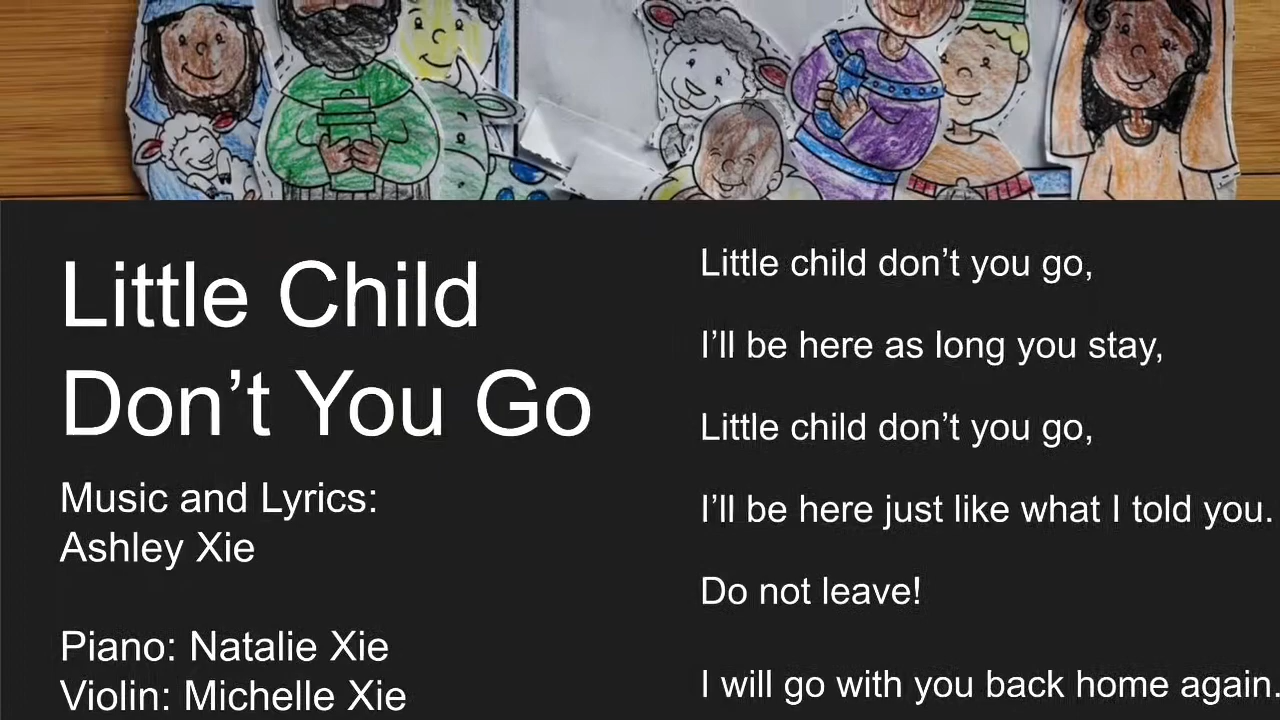 Little Child
Don’t You Go
Music and Lyrics:
Ashley Xie
Piano: Natalie Xie
Violin: Michelle Xie
Little child don’t you go,
I’ll be here as long you stay,
Little child don’t you go,
I’ll be here just like what I told you.
Do not leave!
I will go with you back home again.